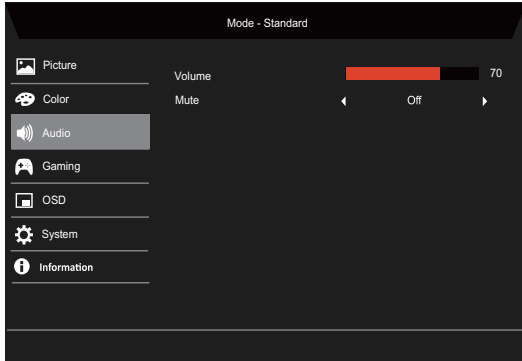 Mode - Standard
Picture
Color
Audio
Gaming
OSD
System
Information
Volume 70
Mute Off